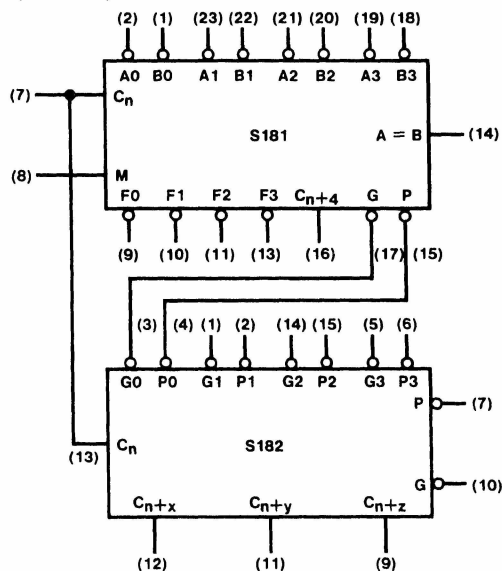 (2) (1) (23) (22) (21) (20) (19) (18)
A0 B0 A1 B1 A2 B2 A3 B3
(7) Cn
S181 A = B (14)
(8) M
F0 F1 F2 F3 Cn+4 G P
(9) (10) (11) (13) (16) (17) (15)
(3) (4) (1) (2) (14) (15) (5) (6)
G0 P0 G1 P1 G2 P2 G3 P3
P (7)
(13) Cn S182
G (10)
Cn+x Cn+y Cn+z
(12) (11) (9)